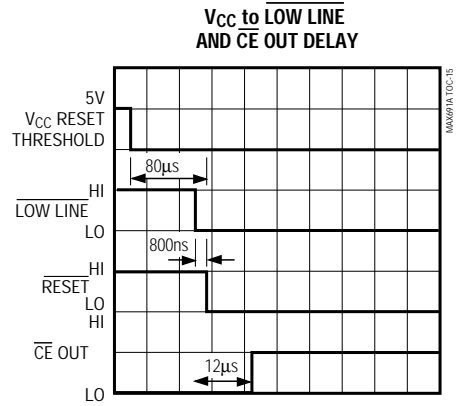 VCC to LOW LINE
AND CE OUT DELAY
5V
VCC RESET
THRESHOLD
80µs
HI
LOW LINE
LO
800ns
HI
RESET
LO
HI
CE OUT
12µs
LO
MAX691A TOC-15